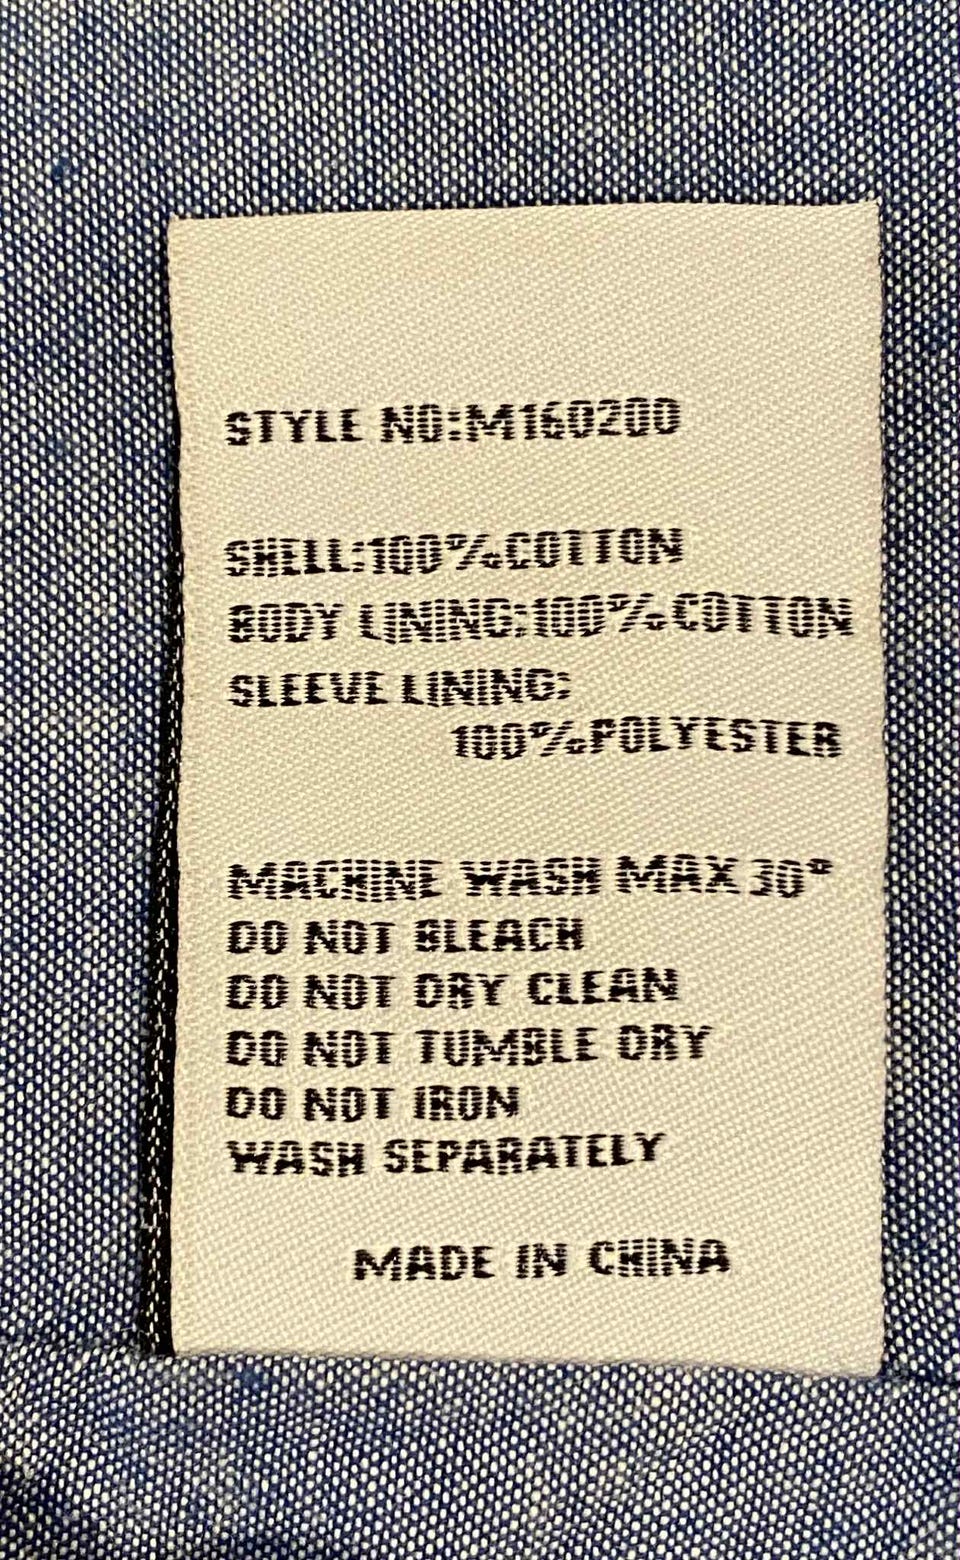 STYLE NO:M160200
SHELL:100%COTTON
BODY LINING:100%COTTON
SLEEVE LINING:
100%POLYESTER
MACHINE WASH MAX 30°
DO NOT BLEACH
DO NOT DRY CLEAN
DO NOT TUMBLE DRY
DO NOT IRON
WASH SEPARATELY
MADE IN CHINA